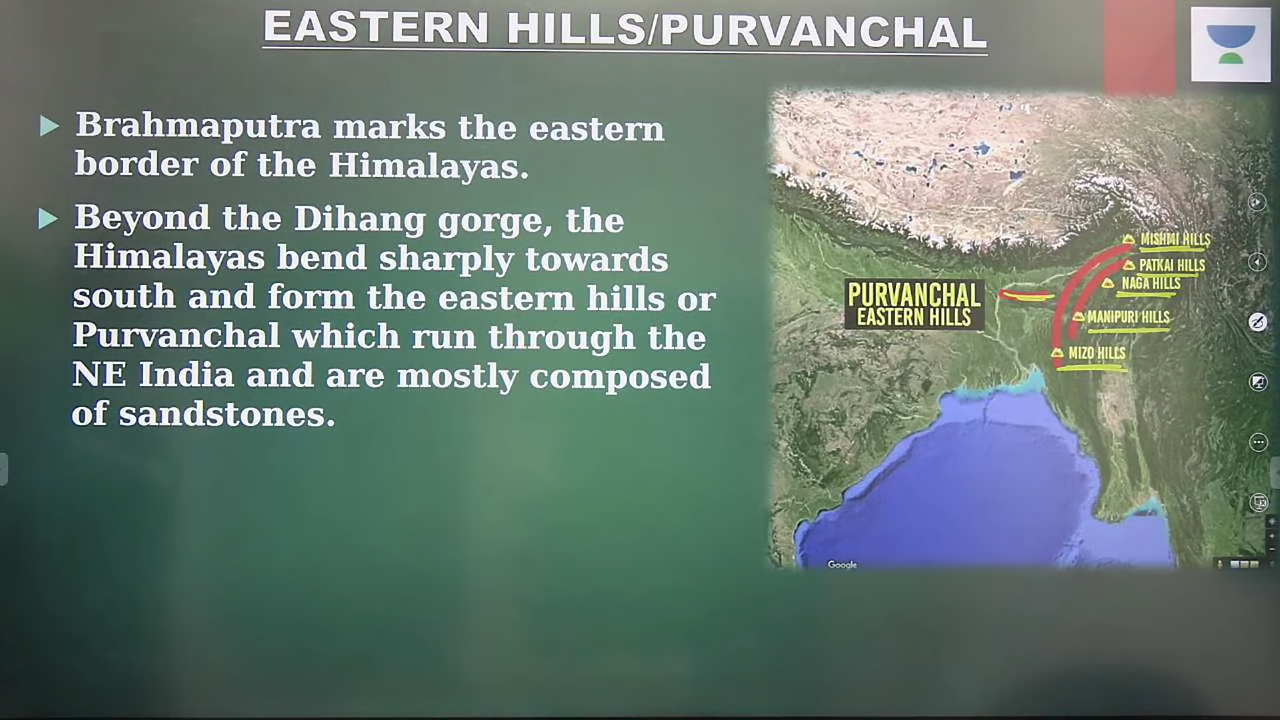 EASTERN HILLS/PURVANCHAL
Brahmaputra marks the eastern
border of the Himalayas.
Beyond the Dihang gorge, the
Himalayas bend sharply towards
south and form the eastern hills or
Purvanchal which run through the
NE India and are mostly composed
of sandstones.
MISHMI HILLS
PATKAI HILLS
NAGA HILLS
PURVANCHAL
EASTERN HILLS
MANIPURI HILLS
MIZO HILLS
Google